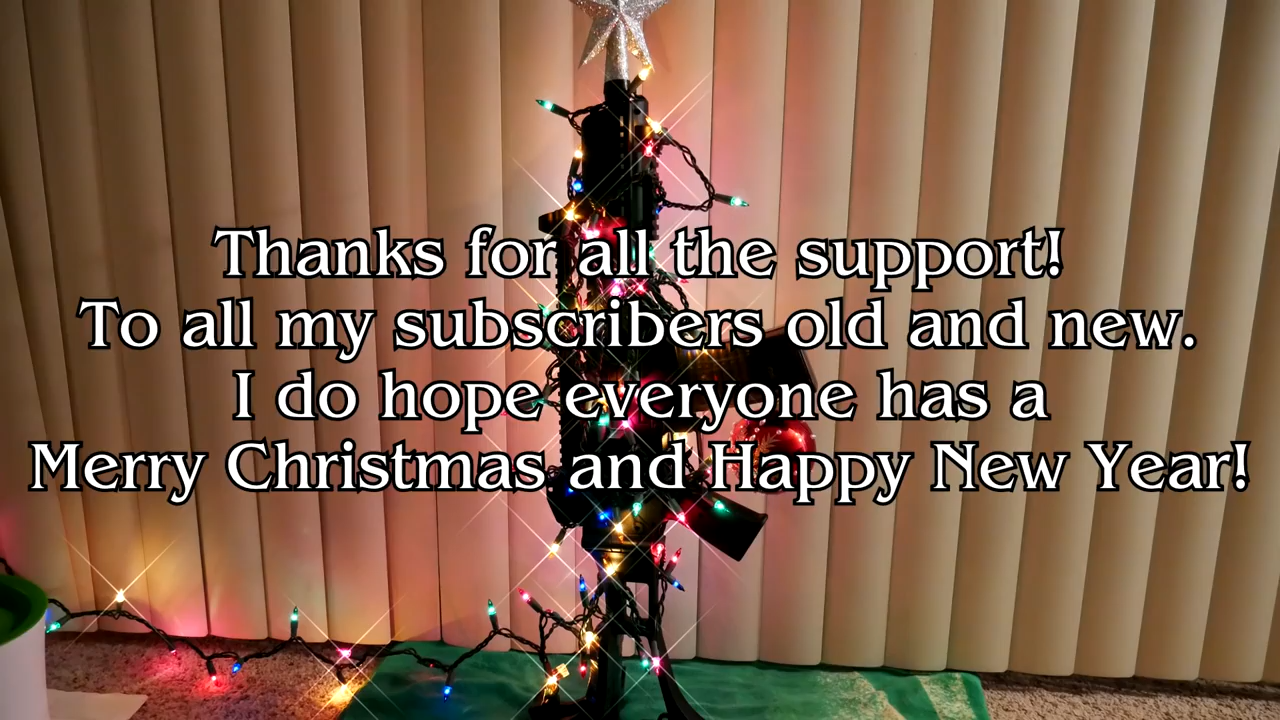 Thanks for all the support!
To all my subscribers old and new.
I do hope everyone has a
Merry Christmas and Happy New Year!